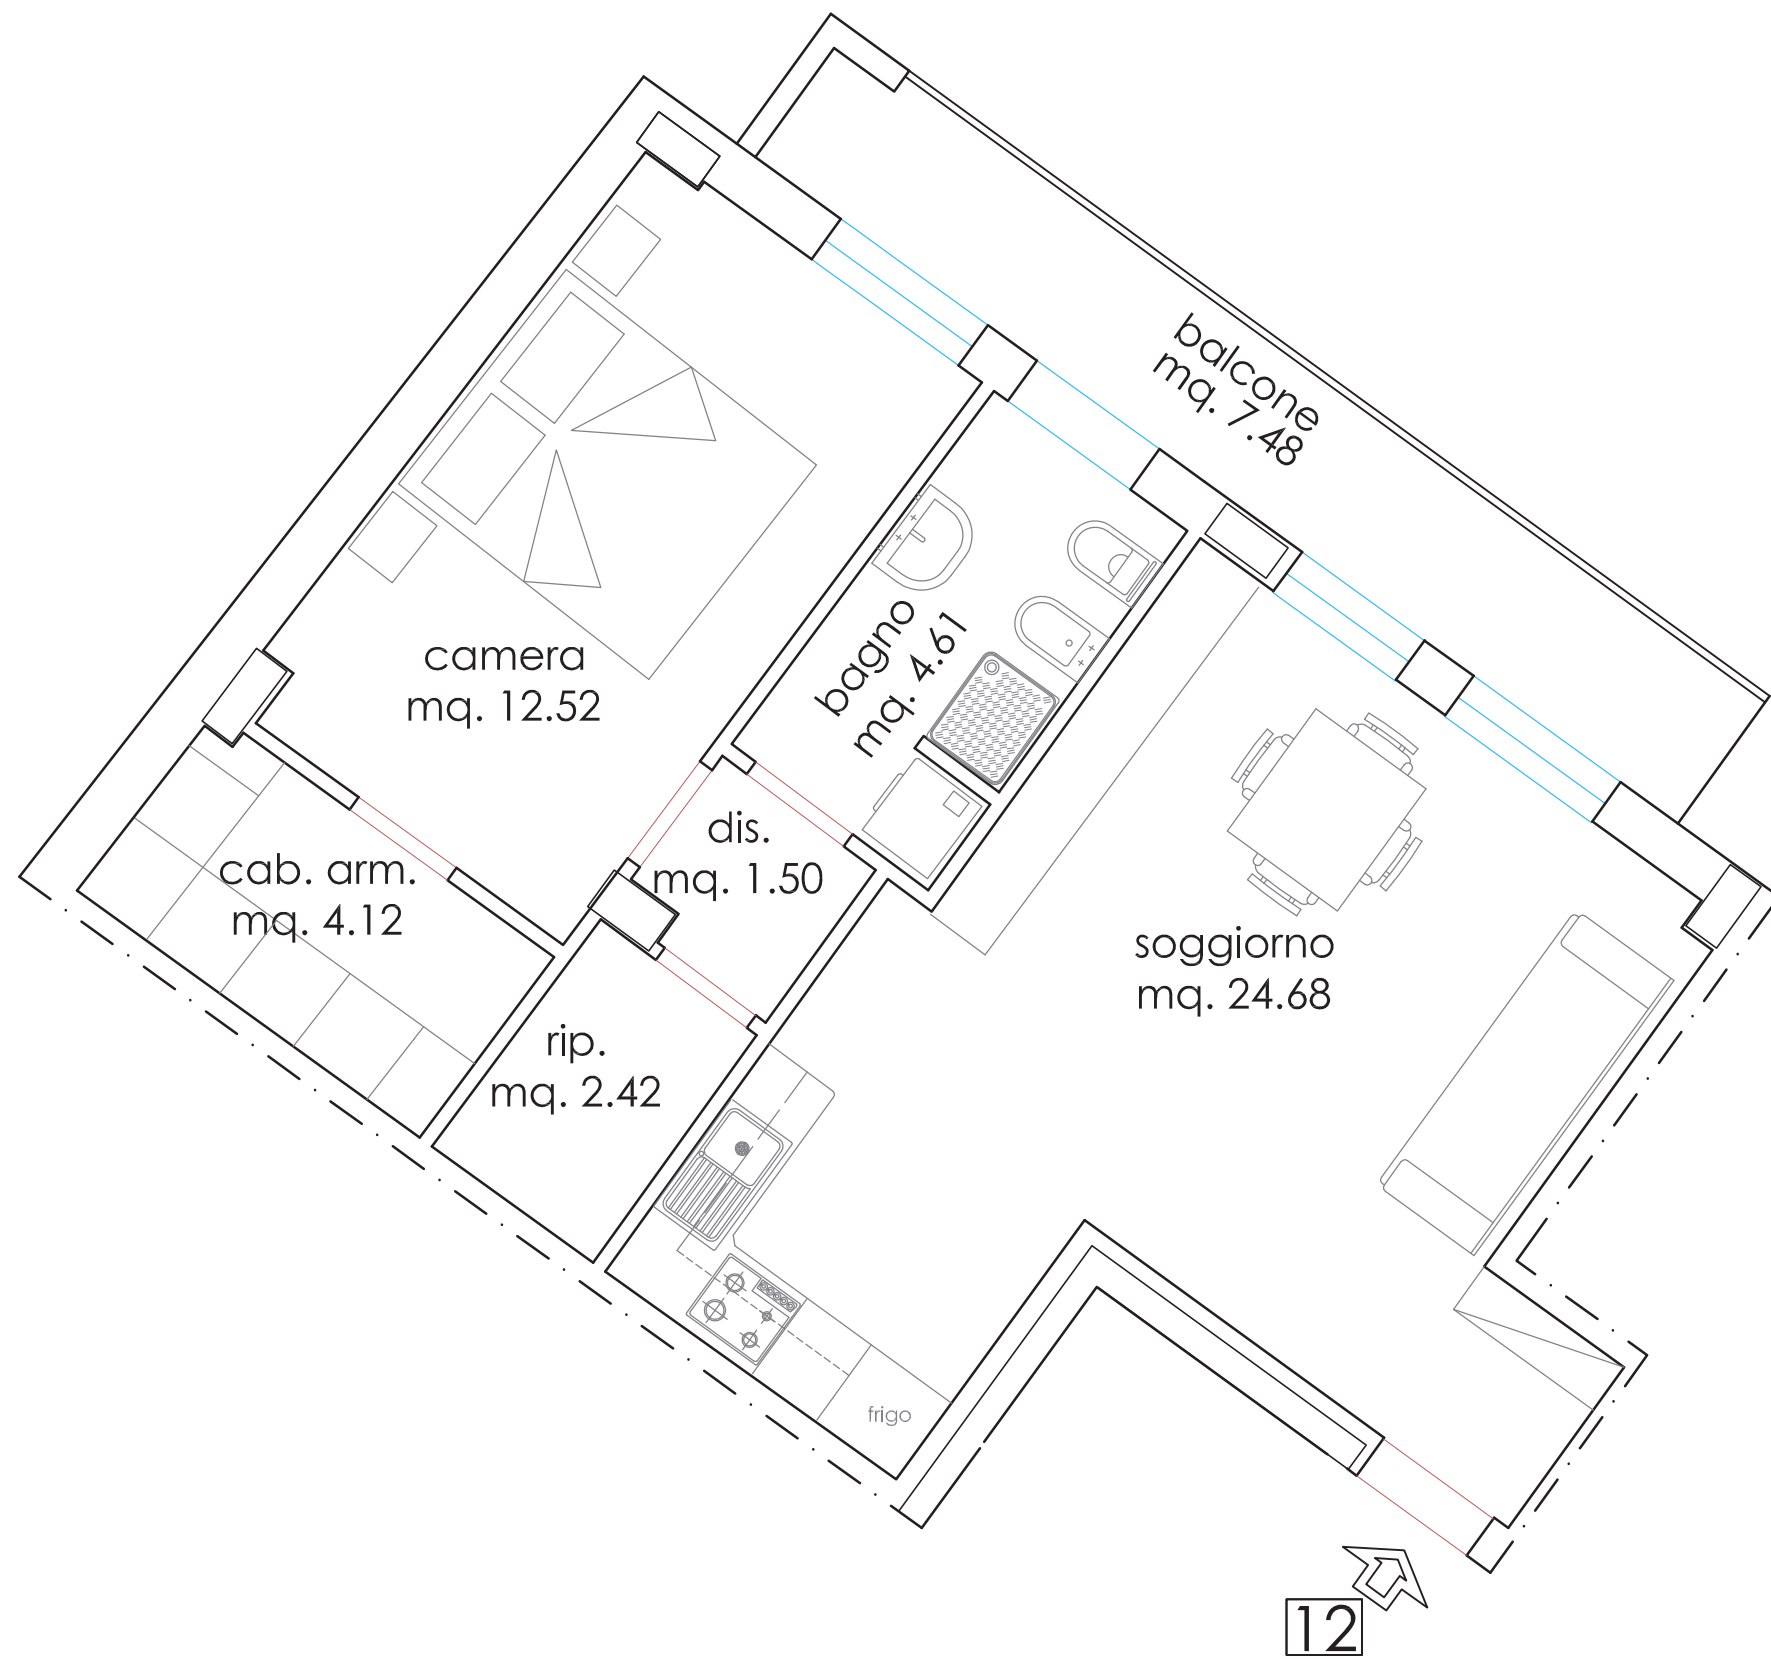 balcone
mq. 7.48
camera
mq. 12.52
bagno
mq. 4.61
dis.
mq. 1.50
cab. arm.
mq. 4.12
soggiorno
mq. 24.68
rip.
mq. 2.42
frigo
12